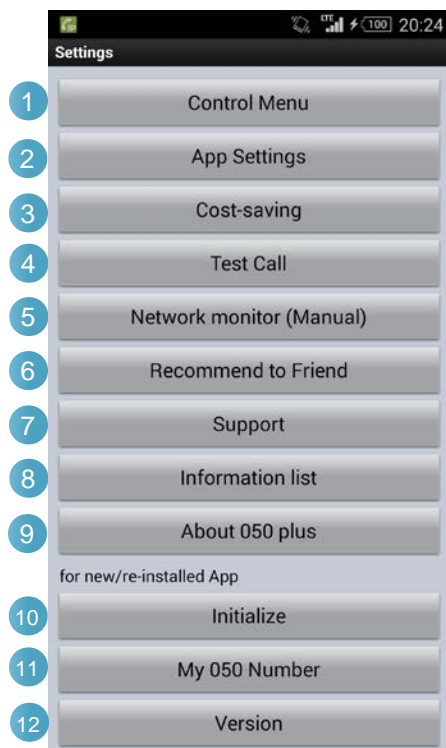 LTE 100 20:24
Settings
1 Control Menu
2 App Settings
3 Cost-saving
4 Test Call
5 Network monitor (Manual)
6 Recommend to Friend
7 Support
8 Information list
9 About 050 plus
for new/re-installed App
10 Initialize
11 My 050 Number
12 Version